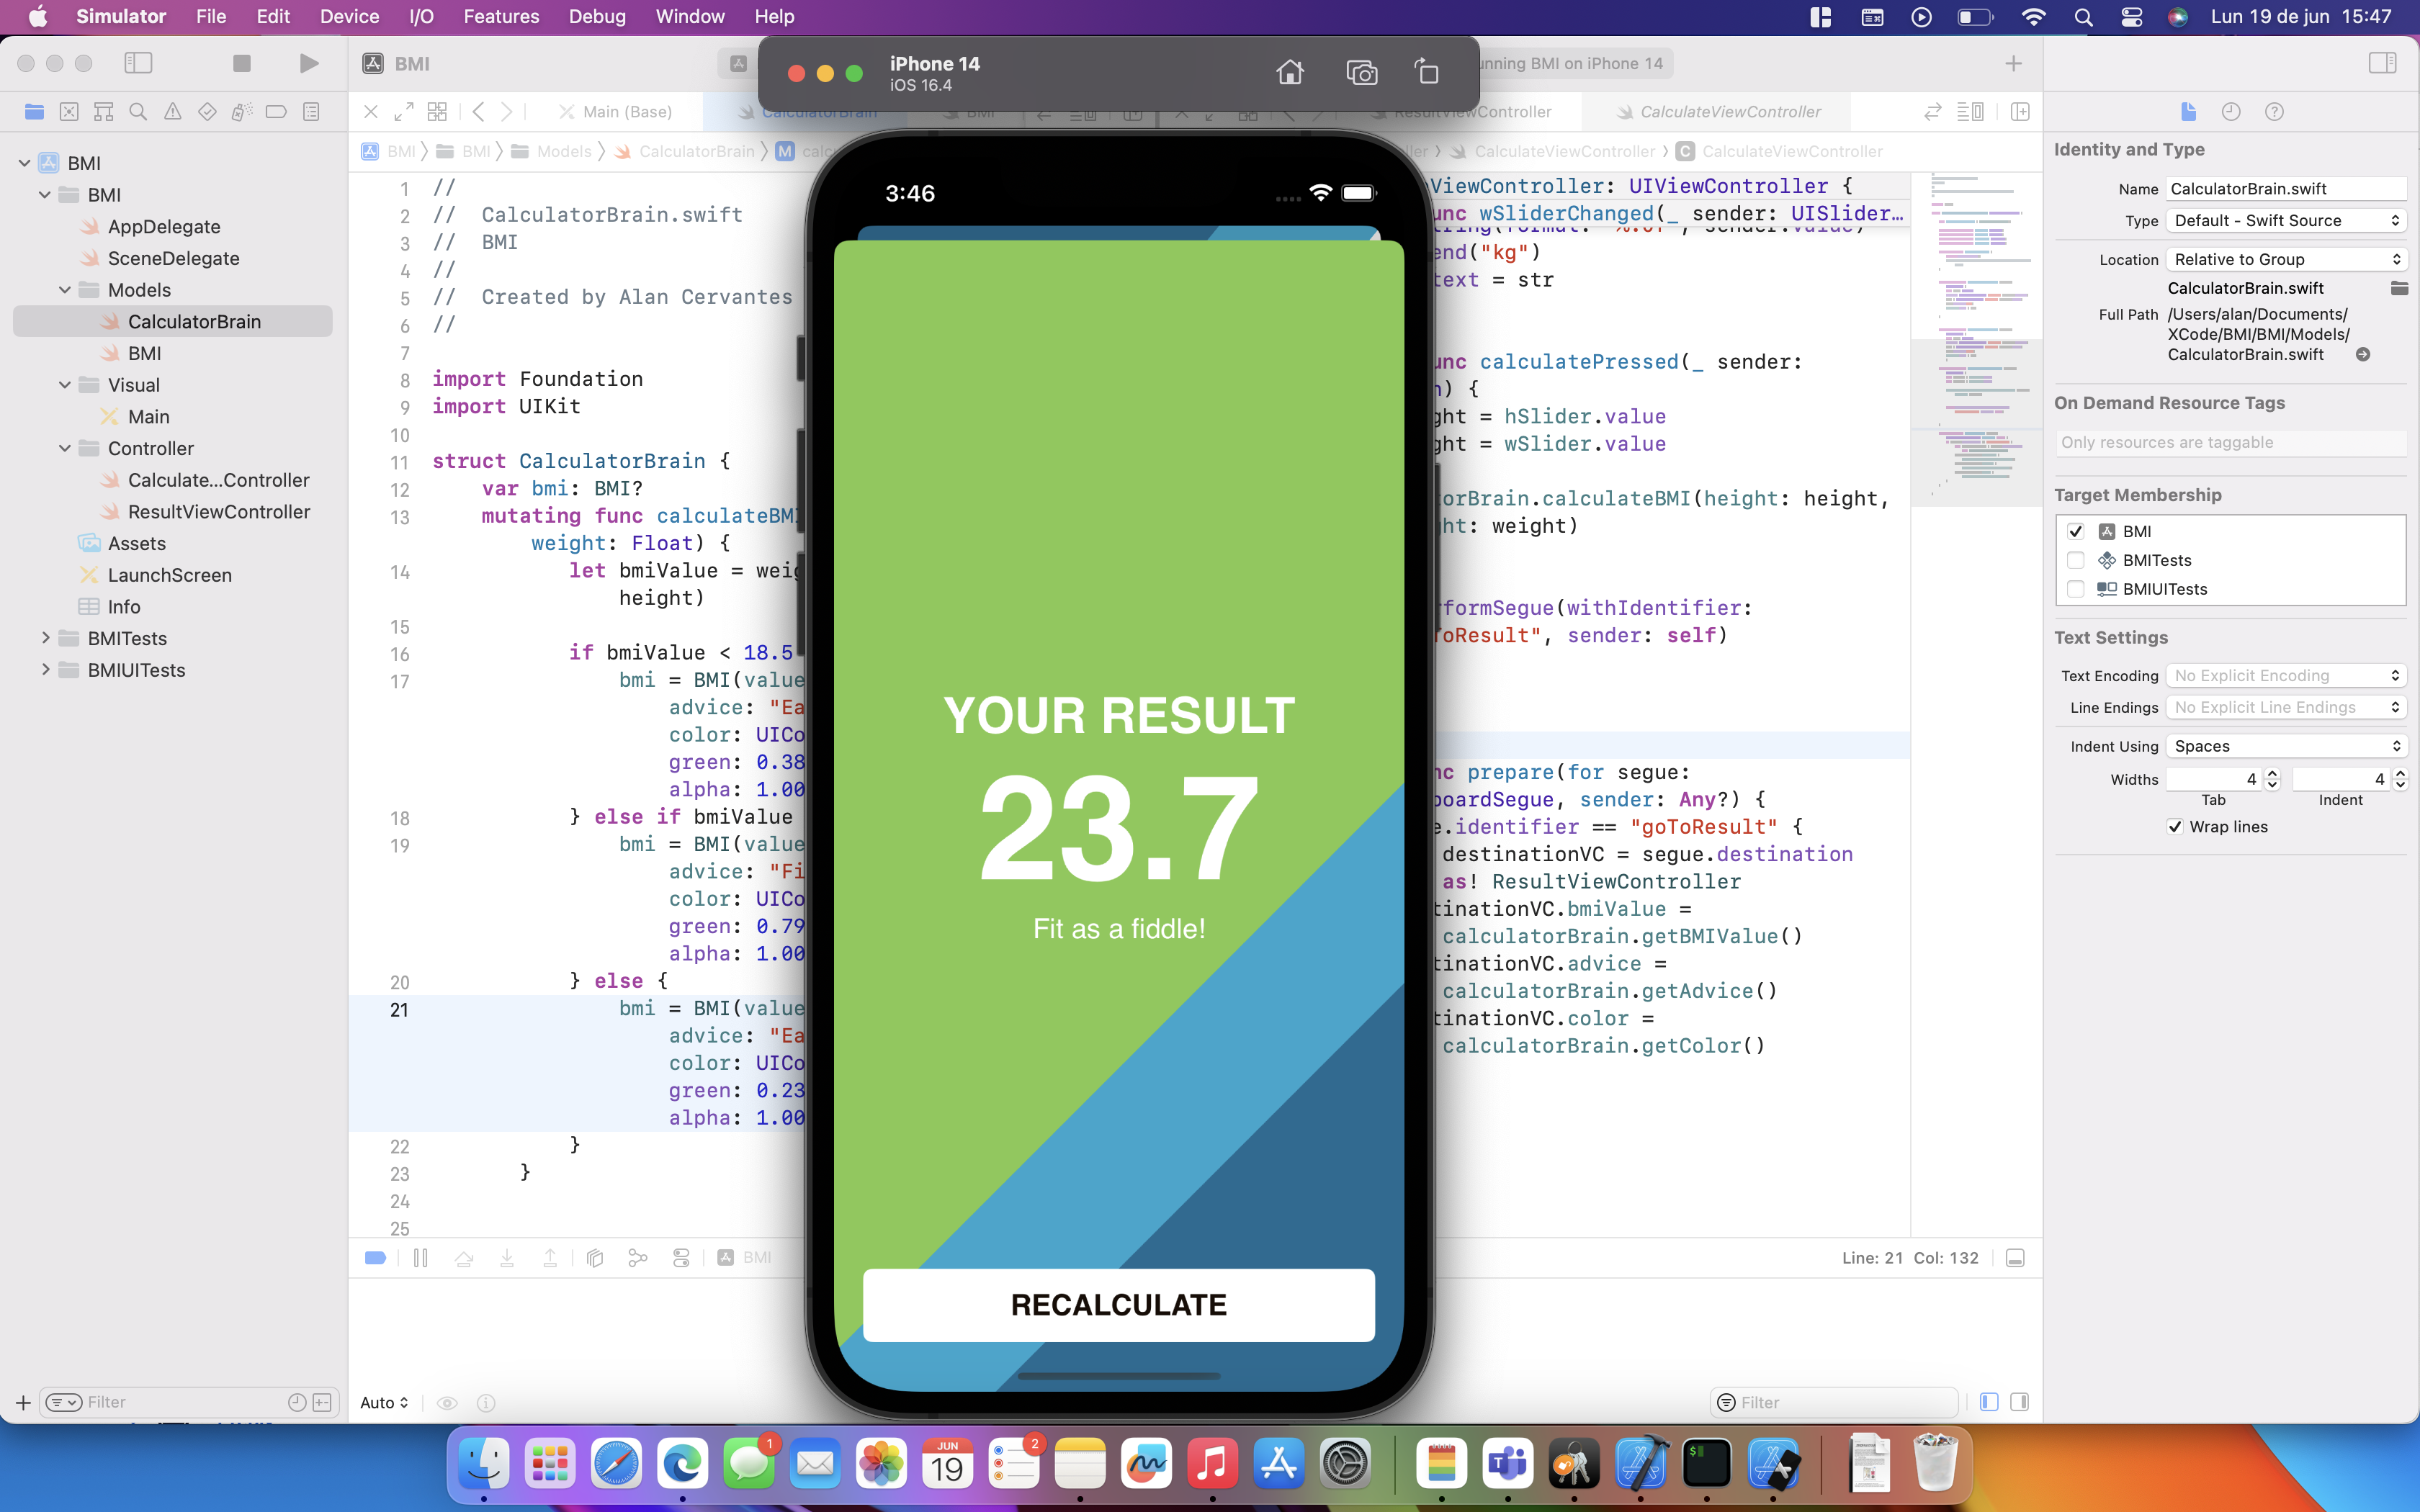 Simulator File Edit Device I/O Features Debug Window Help
Lun 19 de jun 15:47
BMI
iPhone 14
iOS 16.4
unning BMI on iPhone 14
Main (Base)
CalculatorBrain
BMI
ResultViewController
CalculateViewController
BMI
BMI
AppDelegate
SceneDelegate
Models
CalculatorBrain
BMI
Visual
Main
Controller
Calculate...Controller
ResultViewController
Assets
LaunchScreen
Info
BMITests
BMIUITests
Filter
BMI BMI Models CalculatorBrain M calc
1 //
2 // CalculatorBrain.swift
3 // BMI
4 //
5 // Created by Alan Cervantes
6 //
7
8 import Foundation
9 import UIKit
10
11 struct CalculatorBrain {
12 var bmi: BMI?
13 mutating func calculateBM
weight: Float) {
14 let bmiValue = weig
height)
15
16 if bmiValue < 18.5
17 bmi = BMI(value
advice: "Ea
color: UICo
green: 0.38
alpha: 1.00
18 } else if bmiValue
19 bmi = BMI(value
advice: "Fi
color: UICo
green: 0.79
alpha: 1.00
20 } else {
21 bmi = BMI(value
advice: "Ea
color: UICo
green: 0.23
alpha: 1.00
22 }
23 }
24
25
BMI
Auto
3:46
YOUR RESULT
23.7
Fit as a fiddle!
RECALCULATE
ller CalculateViewController C CalculateViewController
ViewController: UIViewController {
unc wSliderChanged(_ sender: UISlider...
end("kg")
text = str
unc calculatePressed(_ sender:
n) {
ght = hSlider.value
ght = wSlider.value
torBrain.calculateBMI(height: height,
ht: weight)
formSegue(withIdentifier:
oResult", sender: self)
nc prepare(for segue:
boardSegue, sender: Any?) {
e.identifier == "goToResult" {
destinationVC = segue.destination
as! ResultViewController
tinationVC.bmiValue =
calculatorBrain.getBMIValue()
tinationVC.advice =
calculatorBrain.getAdvice()
tinationVC.color =
calculatorBrain.getColor()
Line: 21 Col: 132
Filter
Identity and Type
Name CalculatorBrain.swift
Type Default - Swift Source
Location Relative to Group
CalculatorBrain.swift
Full Path /Users/alan/Documents/
XCode/BMI/BMI/Models/
CalculatorBrain.swift
On Demand Resource Tags
Only resources are taggable
Target Membership
BMI
BMITests
BMIUITests
Text Settings
Text Encoding No Explicit Encoding
Line Endings No Explicit Line Endings
Indent Using Spaces
Widths 4 4
Tab Indent
Wrap lines
1
JUN
19
2